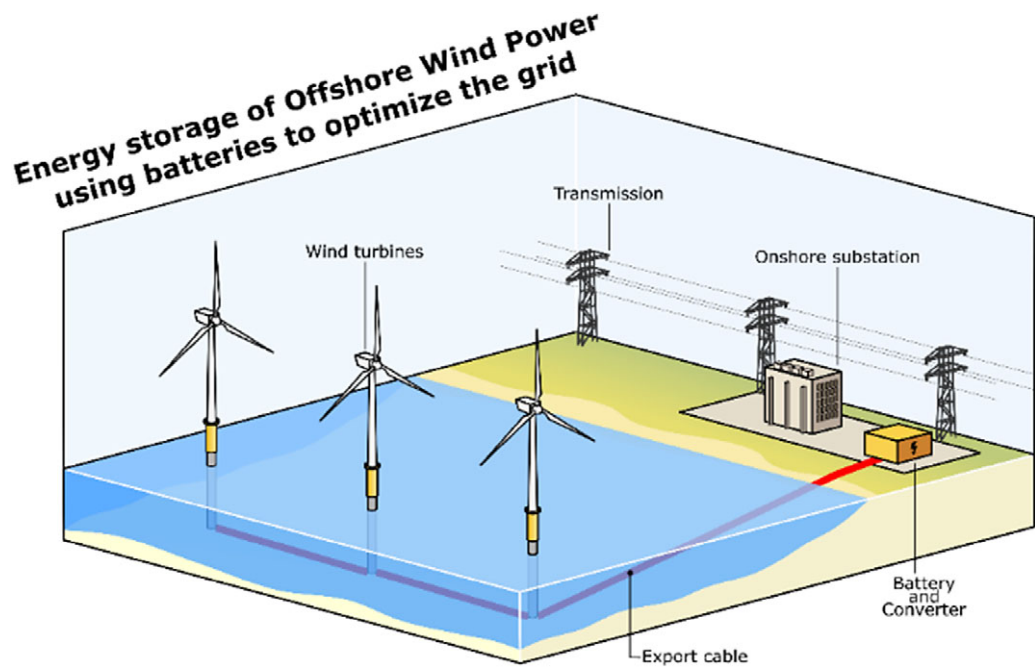 Energy storage of Offshore Wind Power
using batteries to optimize the grid
Transmission
Wind turbines
Onshore substation
Battery
and
Converter
Export cable